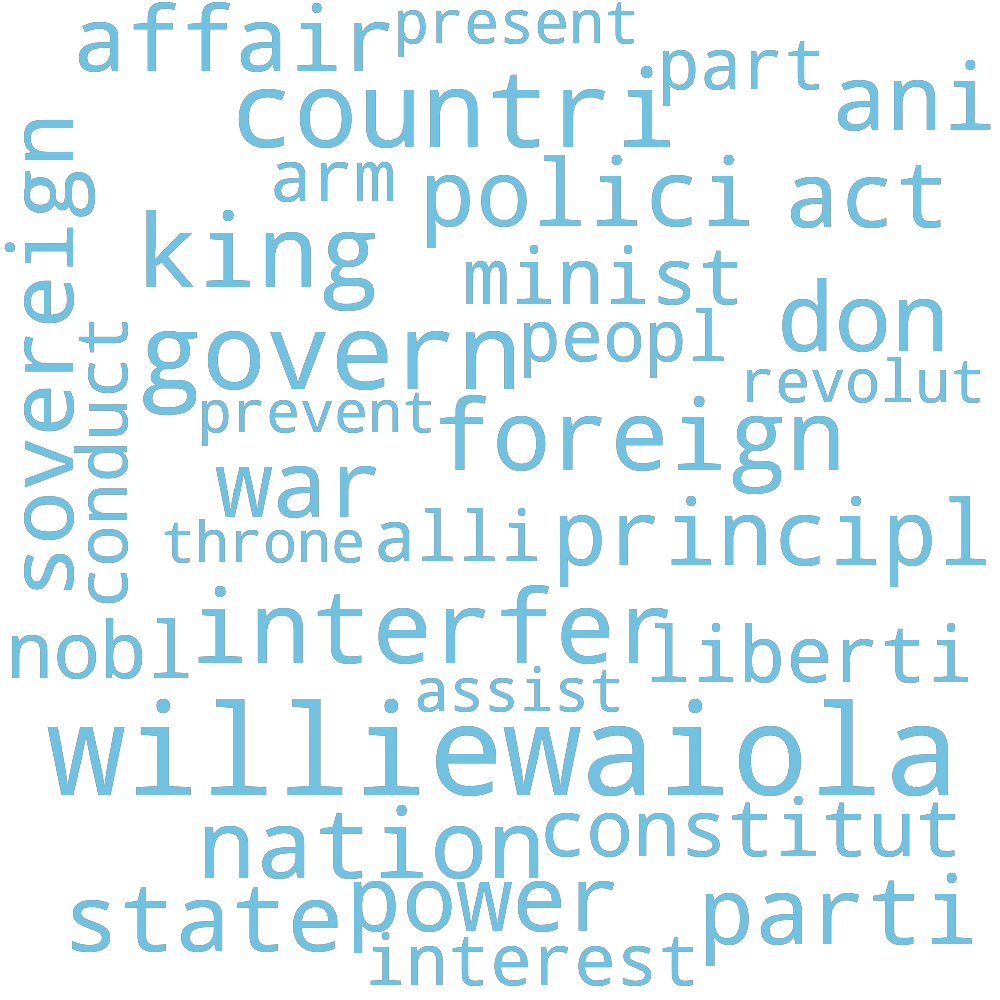 affair
present
part
countri
ani
arm
polici
act
sovereign
king
minist
don
govern
peopl
conduct
revolut
prevent
foreign
war
throne
alli
principl
interfer
nobl
liberti
assist
williewaiola
nation
constitut
state
power
parti
interest